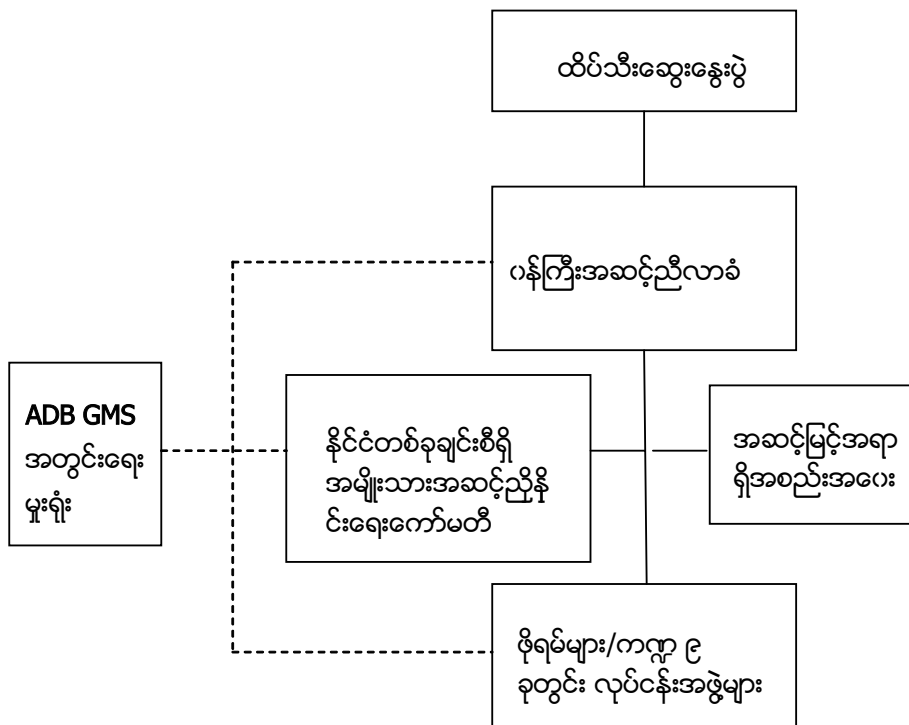 ထိပ်သီးဆွေးနွေးပွဲ
ဝန်ကြီးအဆင့်ညီလာခံ
ADB GMS
အတွင်းရေး
မှုးရုံး
နိုင်ငံတစ်ခုချင်းစီရှိ
အမျိုးသားအဆင့်ညှိနှိ
င်းရေးကော်မတီ
အဆင့်မြင့်အရာ
ရှိအစည်းအဝေး
ဖိုရမ်များ/ကဏ္ဍ ၉
ခုတွင်း လုပ်ငန်းအဖွဲ့များ